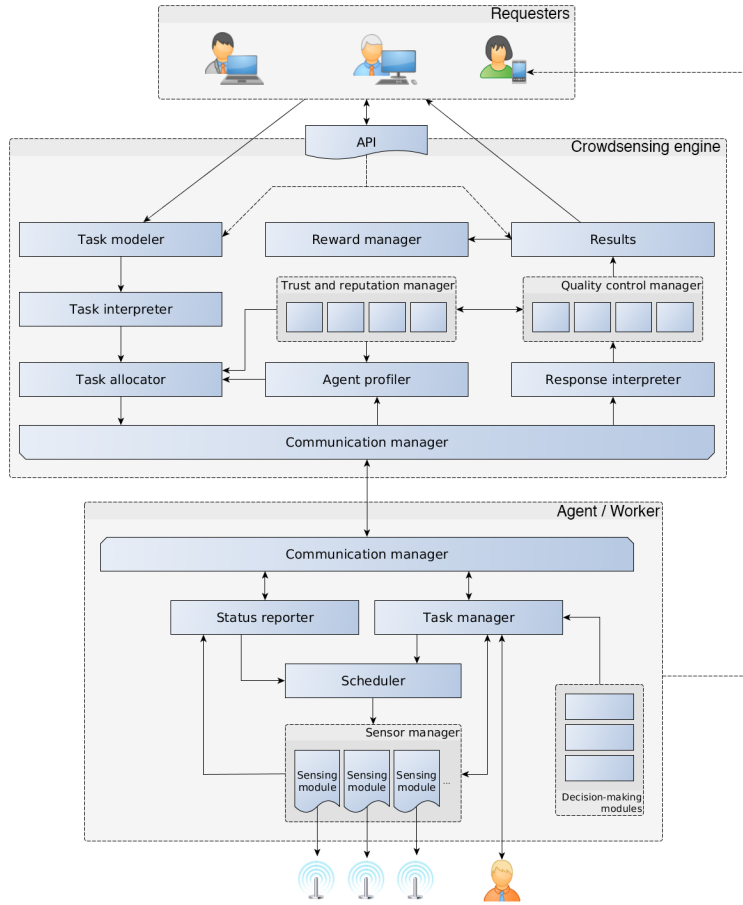 Requesters
API
Crowdsensing engine
Task modeler
Reward manager
Results
Trust and reputation manager
Quality control manager
Task interpreter
Task allocator
Agent profiler
Response interpreter
Communication manager
Agent / Worker
Communication manager
Status reporter
Task manager
Scheduler
Sensor manager
Sensing
module
Sensing
module
Sensing
module
...
Decision-making
modules